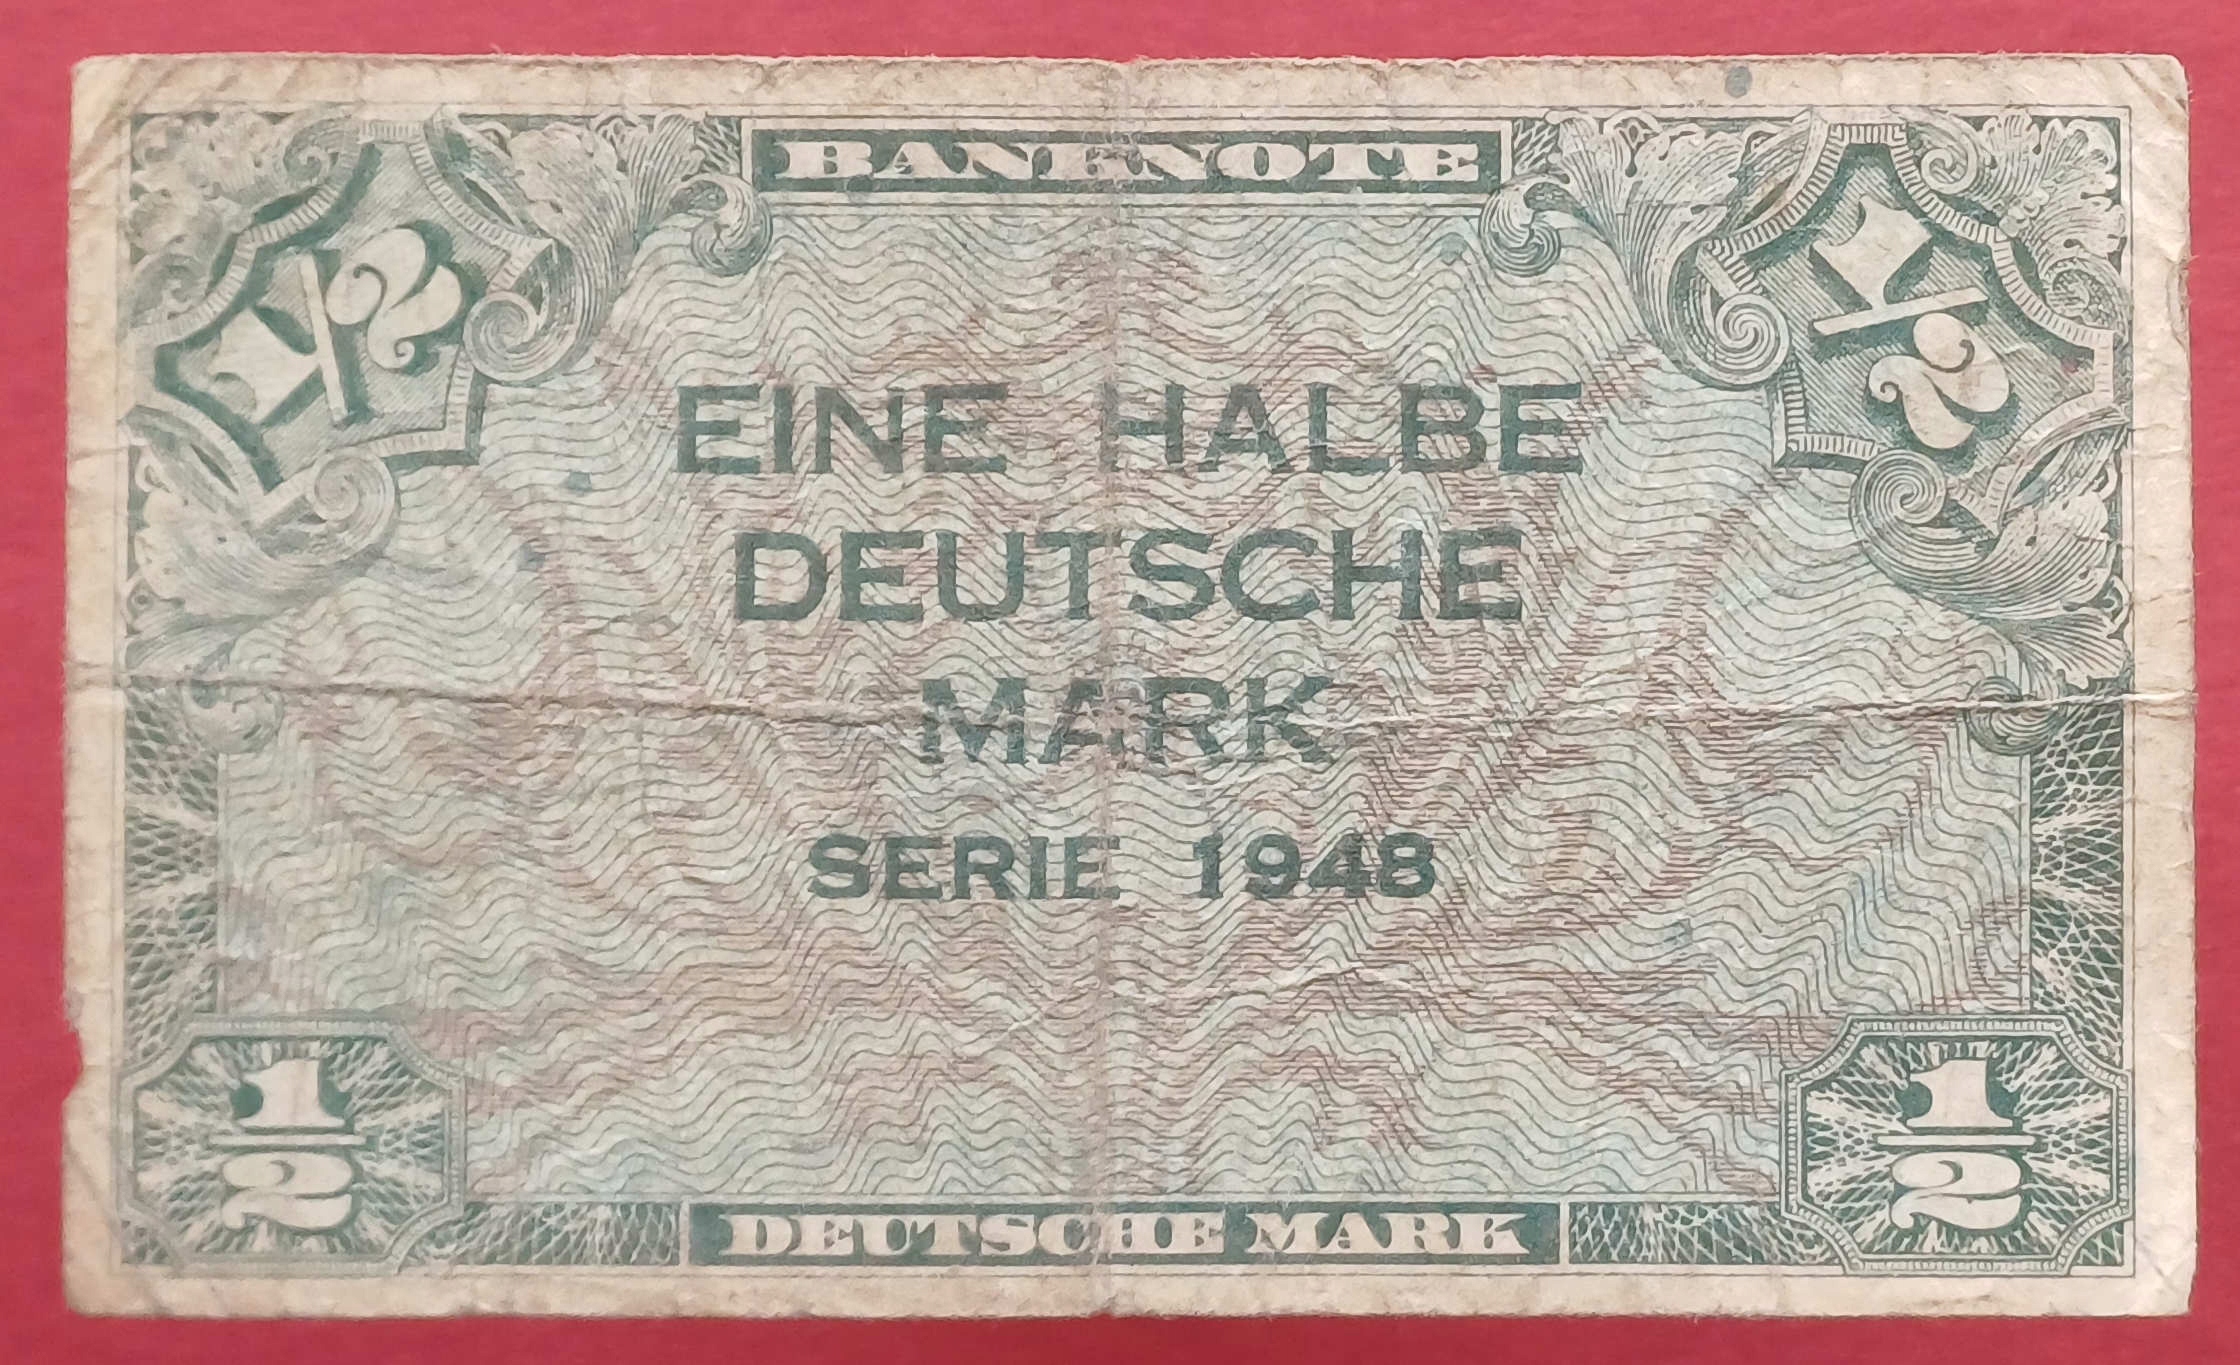 BANKNOTE
1/2
1/2
EINE HALBE
DEUTSCHE
MARK
SERIE 1948
1/2
1/2
DEUTSCHE MARK